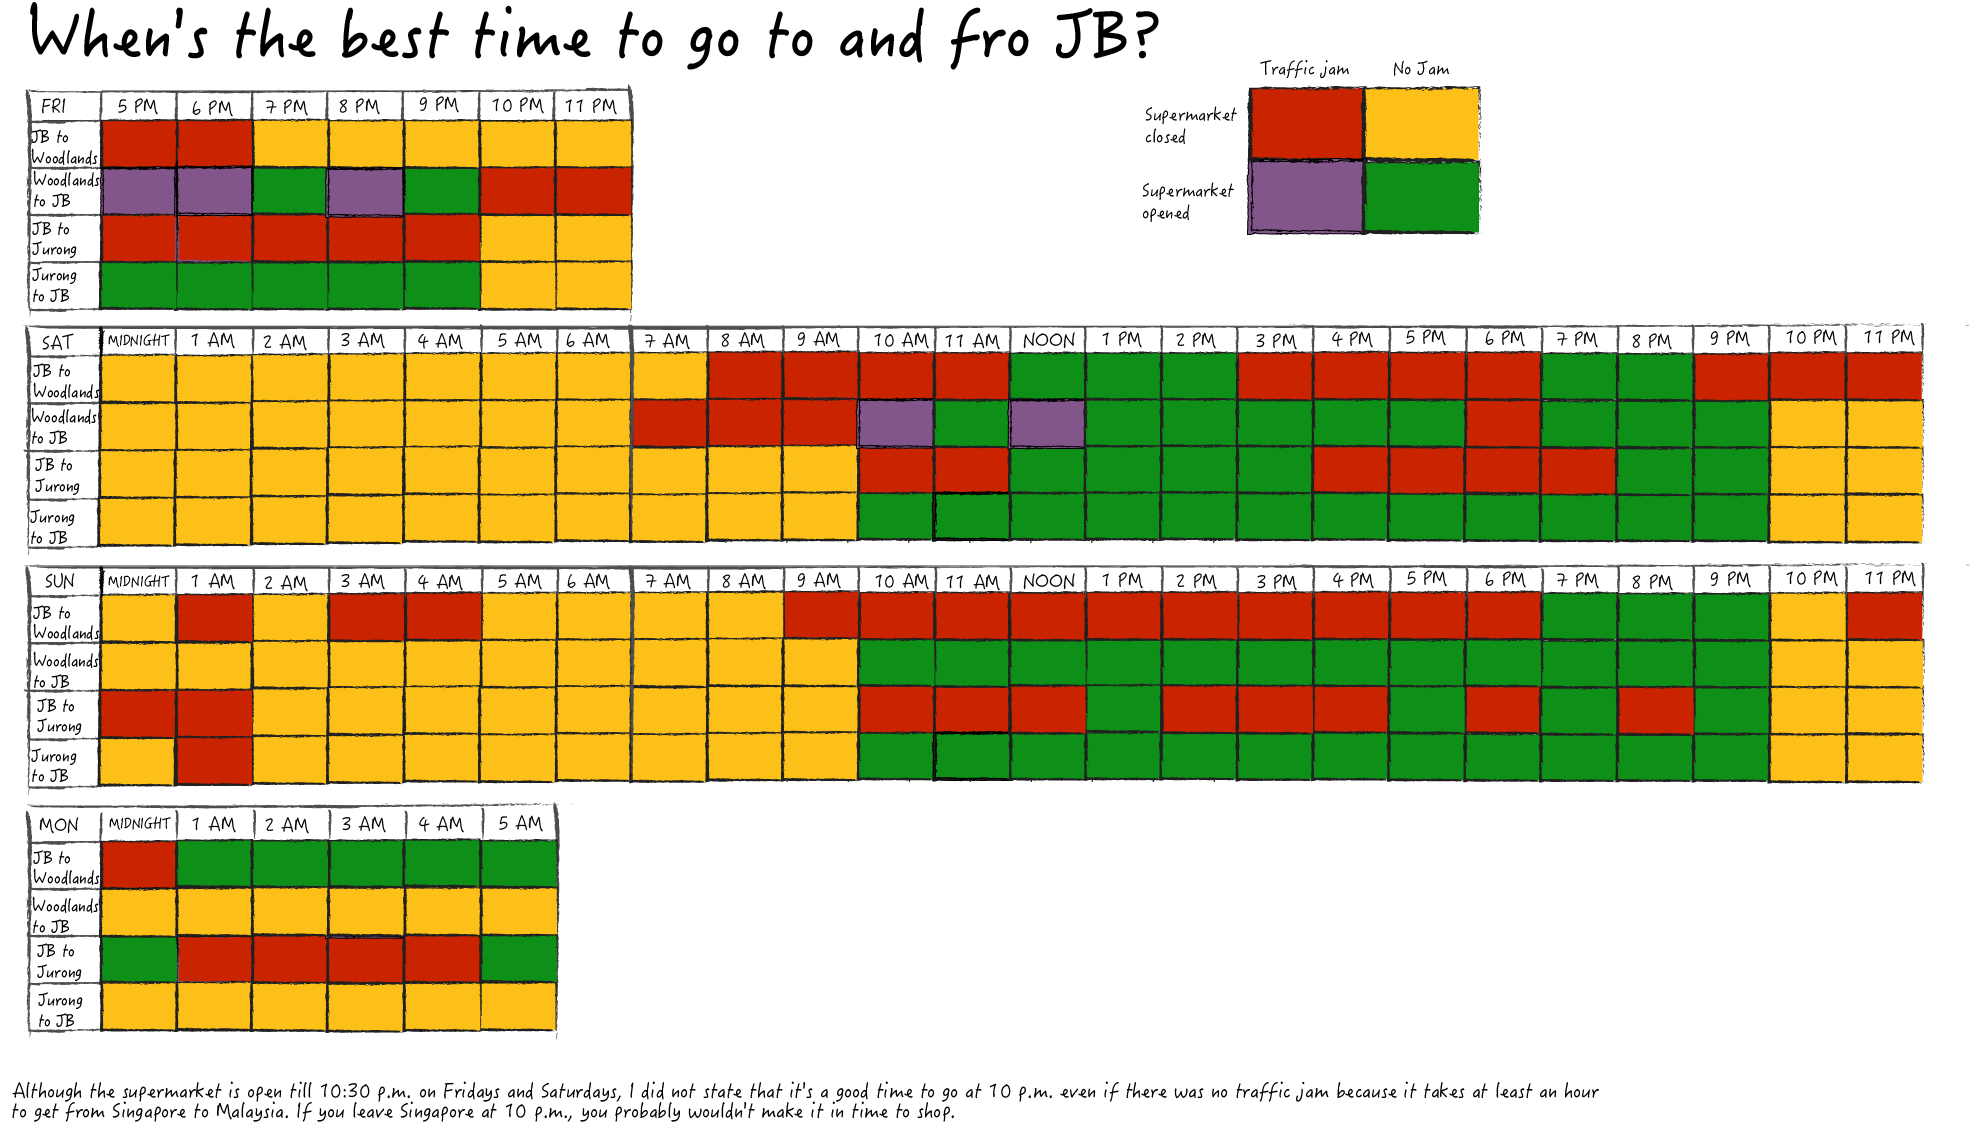 When's the best time to go to and fro JB?
Traffic jam No Jam
Supermarket
closed
Supermarket
opened
FRI 5 PM 6 PM 7 PM 8 PM 9 PM 10 PM 11 PM
JB to
Woodlands
Woodlands
to JB
JB to
Jurong
Jurong
to JB
SAT MIDNIGHT 1 AM 2 AM 3 AM 4 AM 5 AM 6 AM 7 AM 8 AM 9 AM 10 AM 11 AM NOON 1 PM 2 PM 3 PM 4 PM 5 PM 6 PM 7 PM 8 PM 9 PM 10 PM 11 PM
JB to
Woodlands
Woodlands
to JB
JB to
Jurong
Jurong
to JB
SUN MIDNIGHT 1 AM 2 AM 3 AM 4 AM 5 AM 6 AM 7 AM 8 AM 9 AM 10 AM 11 AM NOON 1 PM 2 PM 3 PM 4 PM 5 PM 6 PM 7 PM 8 PM 9 PM 10 PM 11 PM
JB to
Woodlands
Woodlands
to JB
JB to
Jurong
Jurong
to JB
MON MIDNIGHT 1 AM 2 AM 3 AM 4 AM 5 AM
JB to
Woodlands
Woodlands
to JB
JB to
Jurong
Jurong
to JB
Although the supermarket is open till 10:30 p.m. on Fridays and Saturdays, I did not state that it's a good time to go at 10 p.m. even if there was no traffic jam because it takes at least an hour
to get from Singapore to Malaysia. If you leave Singapore at 10 p.m., you probably wouldn't make it in time to shop.